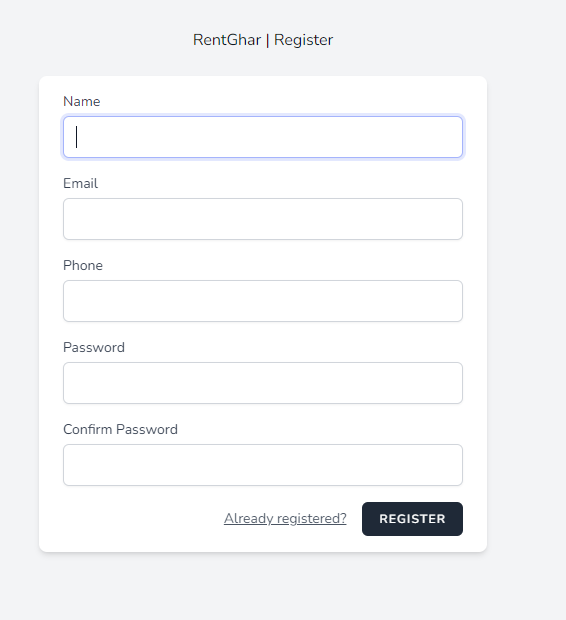 RentGhar | Register
Name
Email
Phone
Password
Confirm Password
Already registered? REGISTER